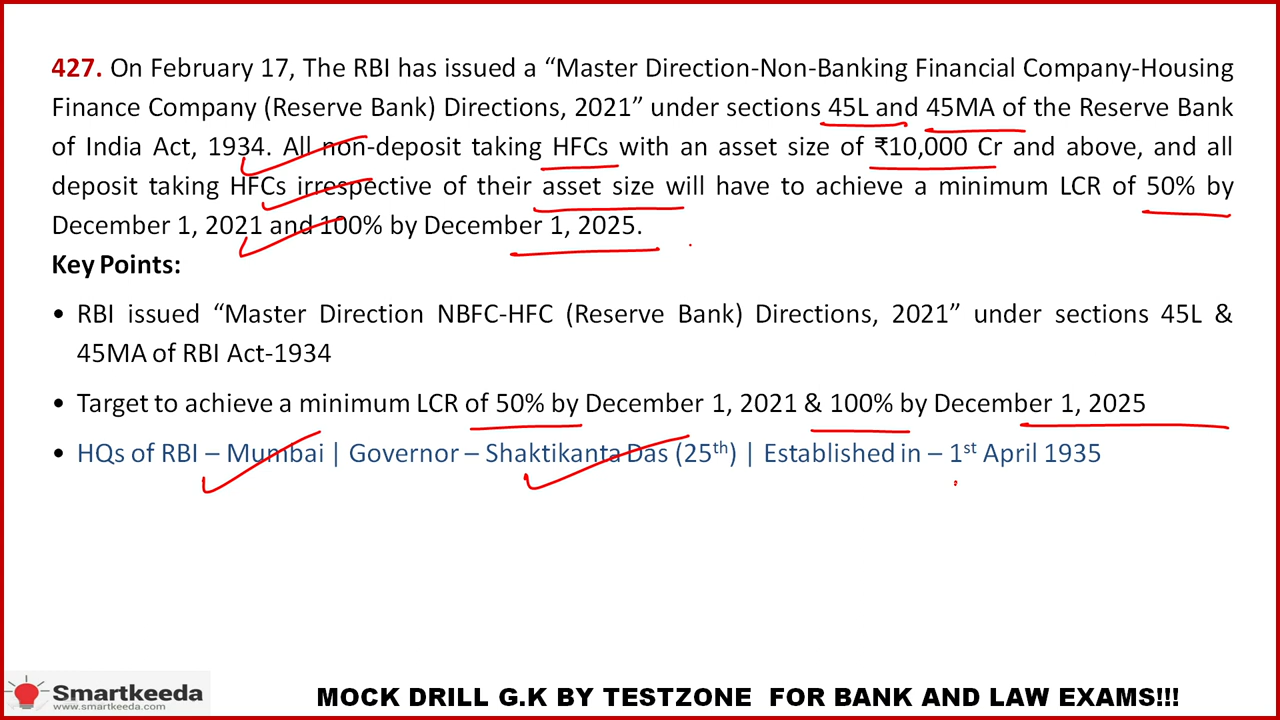 427. On February 17, The RBI has issued a “Master Direction-Non-Banking Financial Company-Housing
Finance Company (Reserve Bank) Directions, 2021” under sections 45L and 45MA of the Reserve Bank
of India Act, 1934. All non-deposit taking HFCs with an asset size of ₹10,000 Cr and above, and all
deposit taking HFCs irrespective of their asset size will have to achieve a minimum LCR of 50% by
December 1, 2021 and 100% by December 1, 2025.
Key Points:
• RBI issued “Master Direction NBFC-HFC (Reserve Bank) Directions, 2021” under sections 45L &
45MA of RBI Act-1934
• Target to achieve a minimum LCR of 50% by December 1, 2021 & 100% by December 1, 2025
• HQs of RBI – Mumbai | Governor – Shaktikanta Das (25th) | Established in – 1st April 1935
Smartkeeda
www.smartkeeda.com
MOCK DRILL G.K BY TESTZONE FOR BANK AND LAW EXAMS!!!